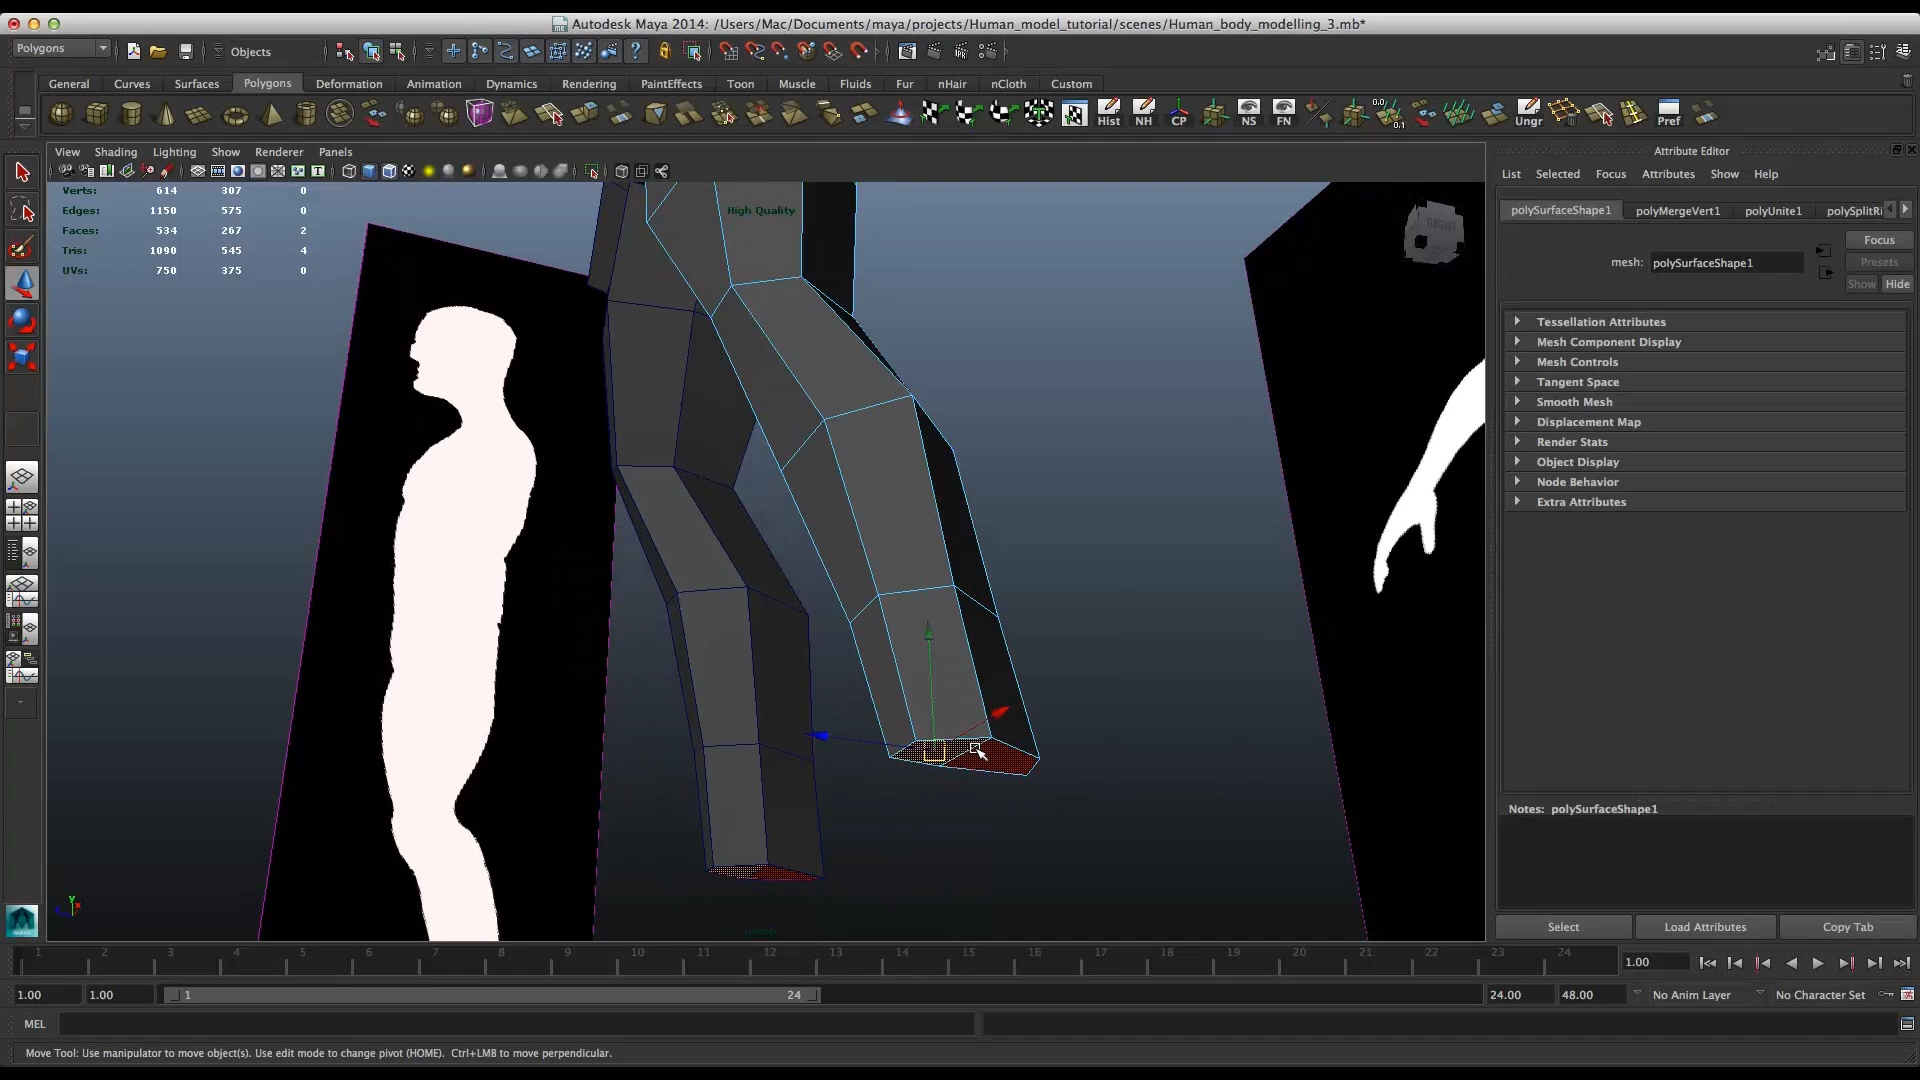 Autodesk Maya 2014: /Users/Mac/Documents/maya/projects/Human_model_tutorial/scenes/Human_body_modelling_3.mb*
Polygons Objects
General Curves Surfaces Polygons Deformation Animation Dynamics Rendering PaintEffects Toon Muscle Fluids Fur nHair nCloth Custom
Hist NH CP NS FN 0.0 0.1 Ungr Pref
View Shading Lighting Show Renderer Panels
Verts: 614 307 0
Edges: 1150 575 0
Faces: 534 267 2
Tris: 1090 545 4
UVs: 750 375 0
High Quality
Attribute Editor
List Selected Focus Attributes Show Help
polySurfaceShape1 polyMergeVert1 polyUnite1 polySplitRi
Focus
mesh: polySurfaceShape1
Presets
Show Hide
Tessellation Attributes
Mesh Component Display
Mesh Controls
Tangent Space
Smooth Mesh
Displacement Map
Render Stats
Object Display
Node Behavior
Extra Attributes
Notes: polySurfaceShape1
Select Load Attributes Copy Tab
1 2 3 4 5 6 7 8 9 10 11 12 13 14 15 16 17 18 19 20 21 22 23 24 1.00
1.00 1.00 1 24 24.00 48.00 No Anim Layer No Character Set
MEL
Move Tool: Use manipulator to move object(s). Use edit mode to change pivot (HOME). Ctrl+LMB to move perpendicular.